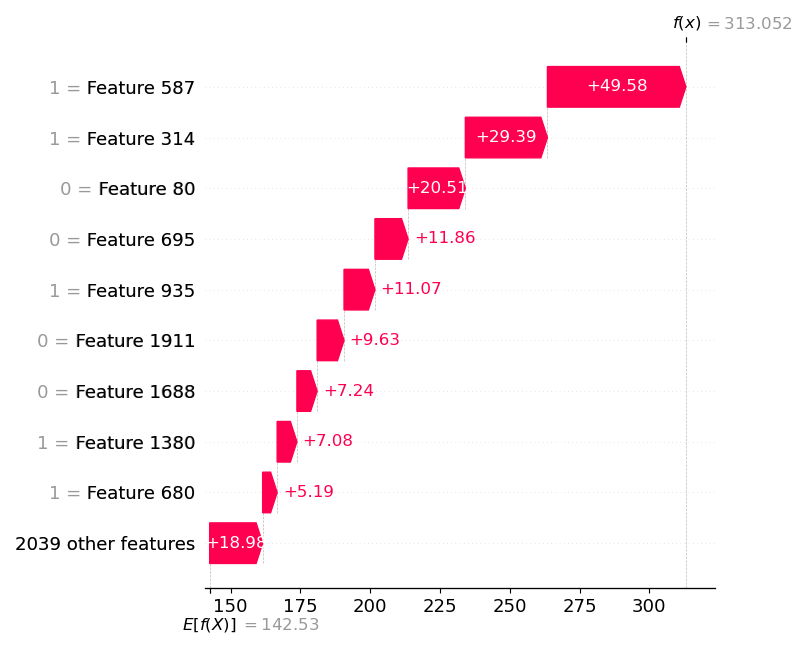 f(x) = 313.052
1 = Feature 587 +49.58
1 = Feature 314 +29.39
0 = Feature 80 +20.51
0 = Feature 695 +11.86
1 = Feature 935 +11.07
0 = Feature 1911 +9.63
0 = Feature 1688 +7.24
1 = Feature 1380 +7.08
1 = Feature 680 +5.19
2039 other features +18.98
150 175 200 225 250 275 300
E[f(X)] = 142.53